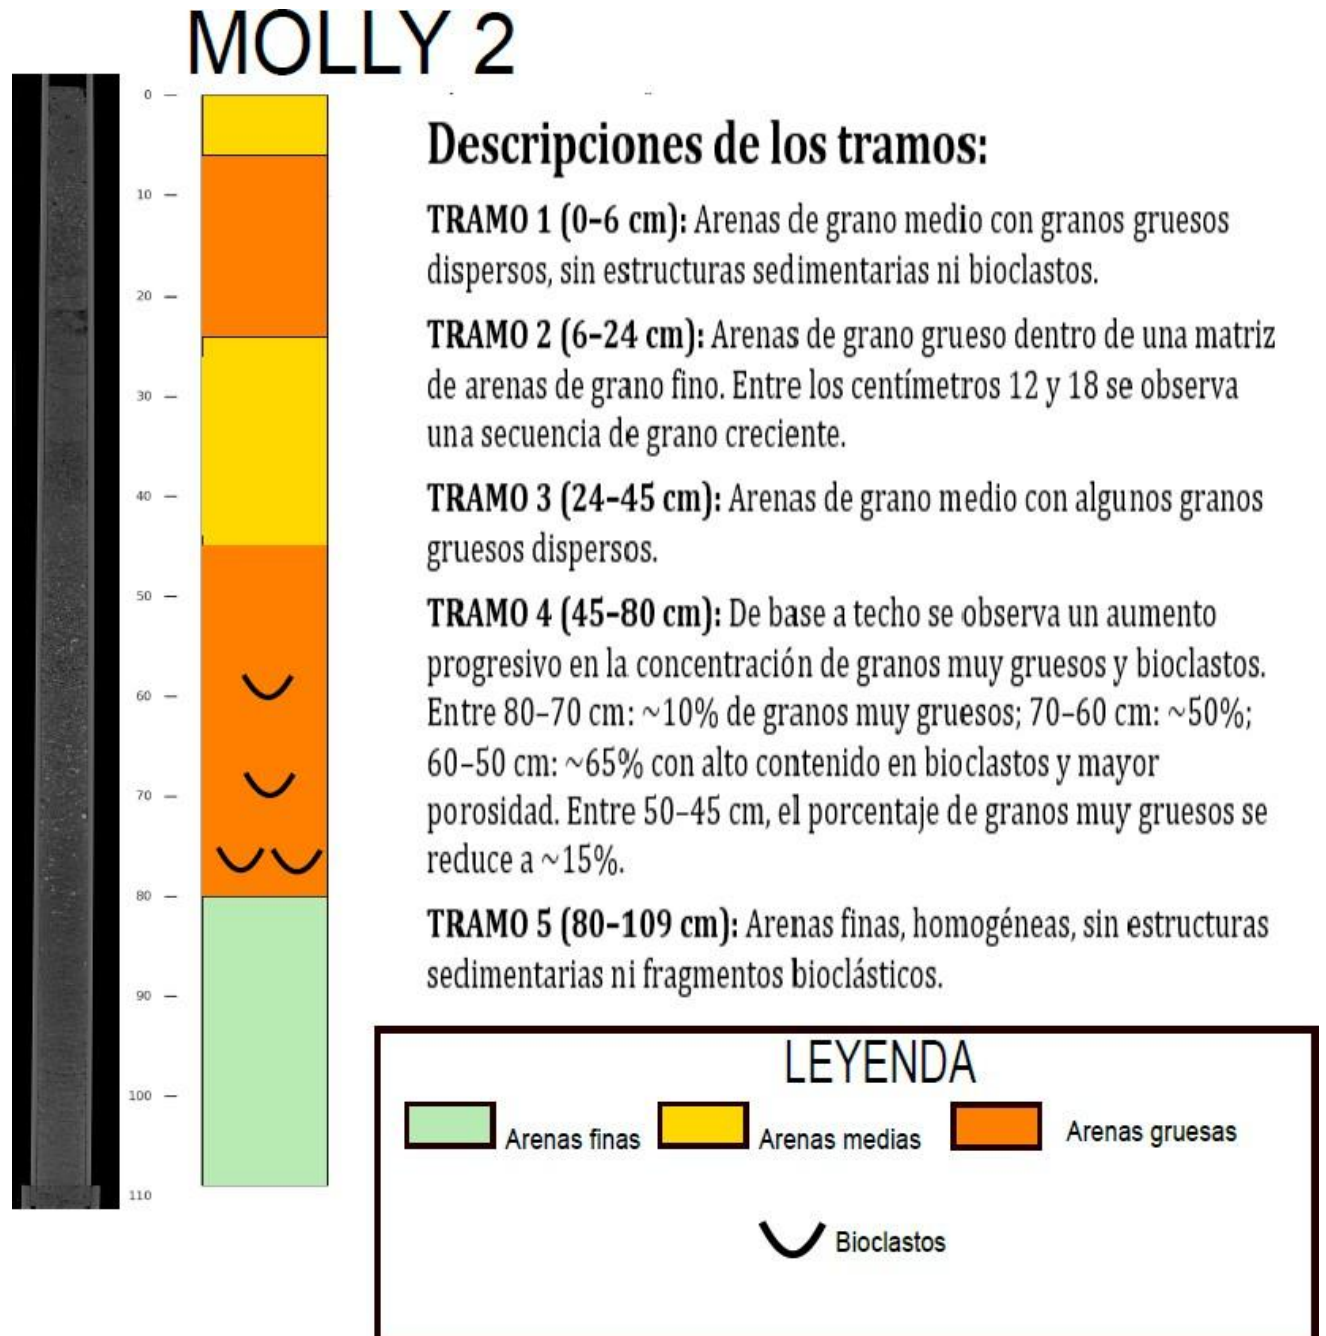 MOLLY 2
0
10
20
30
40
50
60
70
80
90
100
110
Descripciones de los tramos:
TRAMO 1 (0–6 cm): Arenas de grano medio con granos gruesos
dispersos, sin estructuras sedimentarias ni bioclastos.
TRAMO 2 (6–24 cm): Arenas de grano grueso dentro de una matriz
de arenas de grano fino. Entre los centímetros 12 y 18 se observa
una secuencia de grano creciente.
TRAMO 3 (24–45 cm): Arenas de grano medio con algunos granos
gruesos dispersos.
TRAMO 4 (45–80 cm): De base a techo se observa un aumento
progresivo en la concentración de granos muy gruesos y bioclastos.
Entre 80–70 cm: ~10% de granos muy gruesos; 70–60 cm: ~50%;
60–50 cm: ~65% con alto contenido en bioclastos y mayor
porosidad. Entre 50–45 cm, el porcentaje de granos muy gruesos se
reduce a ~15%.
TRAMO 5 (80–109 cm): Arenas finas, homogéneas, sin estructuras
sedimentarias ni fragmentos bioclásticos.
LEYENDA
Arenas finas
Arenas medias
Arenas gruesas
Bioclastos